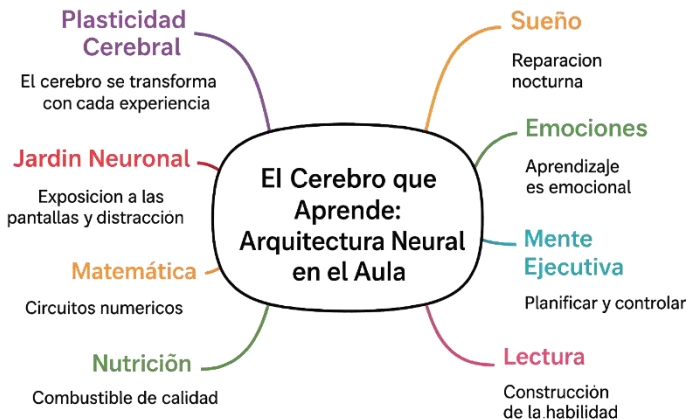 Plasticidad
Cerebral
El cerebro se transforma
con cada experiencia
Jardin Neuronal
Exposicion a las
pantallas y distracción
Matemática
Circuitos numericos
Nutrición
Combustible de calidad
El Cerebro que
Aprende:
Arquitectura Neural
en el Aula
Sueño
Reparacion
nocturna
Emociones
Aprendizaje
es emocional
Mente
Ejecutiva
Planificar y controlar
Lectura
Construcción
de la.habilidad